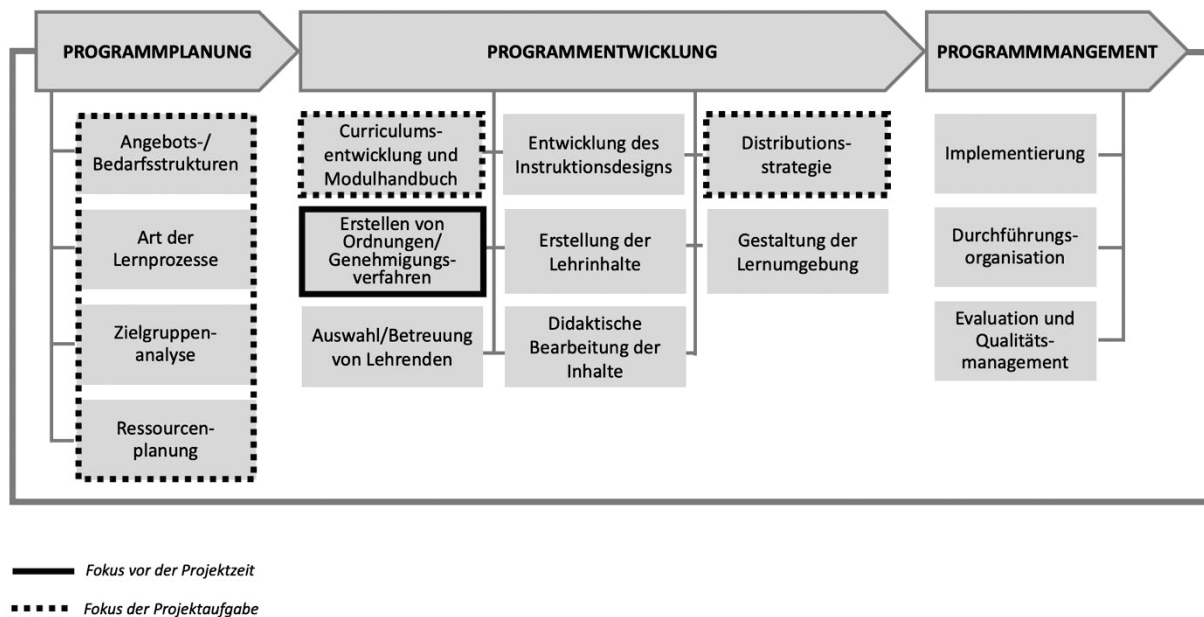 PROGRAMMPLANUNG
PROGRAMMENTWICKLUNG
PROGRAMMMANGEMENT
Angebots-/
Bedarfsstrukturen
Art der
Lernprozesse
Zielgruppen-
analyse
Ressourcen-
planung
Curriculums-
entwicklung und
Modulhandbuch
Erstellen von
Ordnungen/
Genehmigungs-
verfahren
Auswahl/Betreuung
von Lehrenden
Entwicklung des
Instruktionsdesigns
Erstellung der
Lehrinhalte
Didaktische
Bearbeitung der
Inhalte
Distributions-
strategie
Gestaltung der
Lernumgebung
Implementierung
Durchführungs-
organisation
Evaluation und
Qualitäts-
management
Fokus vor der Projektzeit
Fokus der Projektaufgabe